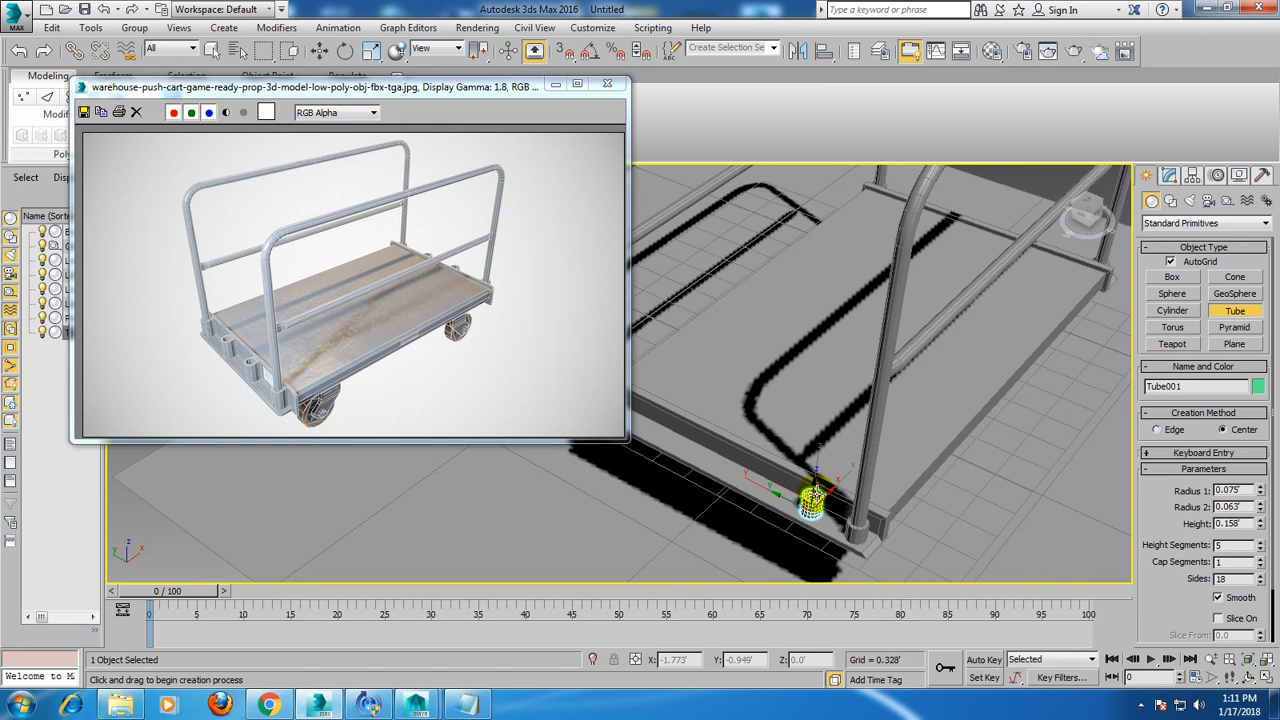 MAX
Workspace: Default
Autodesk 3ds Max 2016 Untitled
Type a keyword or phrase
Sign In
Edit Tools Group Views Create Modifiers Animation Graph Editors Rendering Civil View Customize Scripting Help
All
View
Create Selection Se
Modeling
warehouse-push-cart-game-ready-prop-3d-model-low-poly-obj-fbx-tga.jpg, Display Gamma: 1.8, RGB ...
RGB Alpha
Select
Name (Sorte
Standard Primitives
Object Type
AutoGrid
Box Cone
Sphere GeoSphere
Cylinder Tube
Torus Pyramid
Teapot Plane
Name and Color
Tube001
Creation Method
Edge Center
Keyboard Entry
Parameters
Radius 1: 0.075'
Radius 2: 0.063'
Height: 0.158'
Height Segments: 5
Cap Segments: 1
Sides: 18
Smooth
Slice On
Slice From: 0.0
z
x
y
0 / 100
0 5 10 15 20 25 30 35 40 45 50 55 60 65 70 75 80 85 90 95 100
1 Object Selected
X: -1.773' Y: -0.949' Z: 0.0' Grid = 0.328'
Auto Key Selected
Welcome to M
Click and drag to begin creation process
Add Time Tag
Set Key Key Filters...
0
1:11 PM
1/17/2018